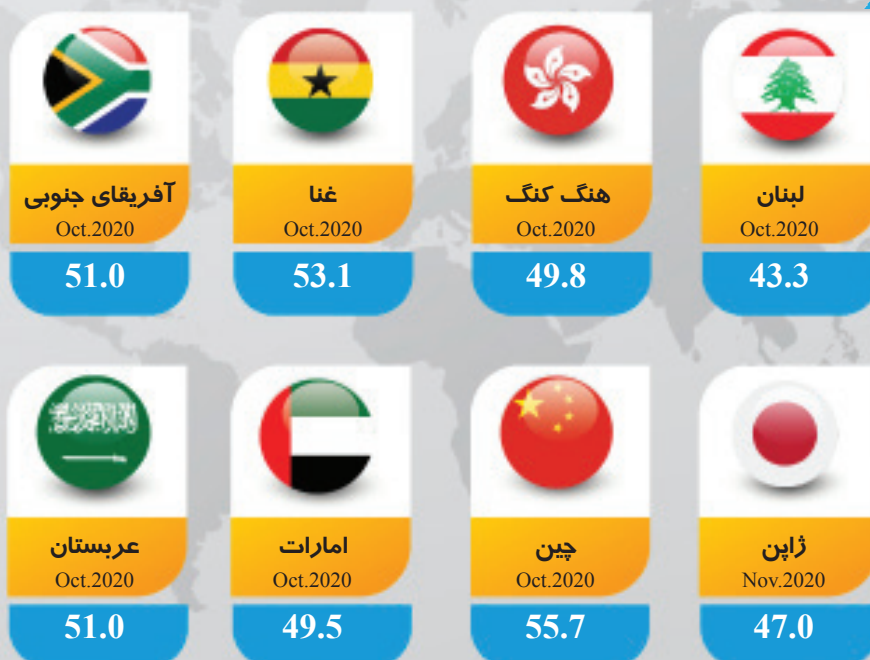 لبنان
Oct.2020
43.3
هنگ کنگ
Oct.2020
49.8
غنا
Oct.2020
53.1
آفریقای جنوبی
Oct.2020
51.0
ژاپن
Nov.2020
47.0
چین
Oct.2020
55.7
امارات
Oct.2020
49.5
عربستان
Oct.2020
51.0